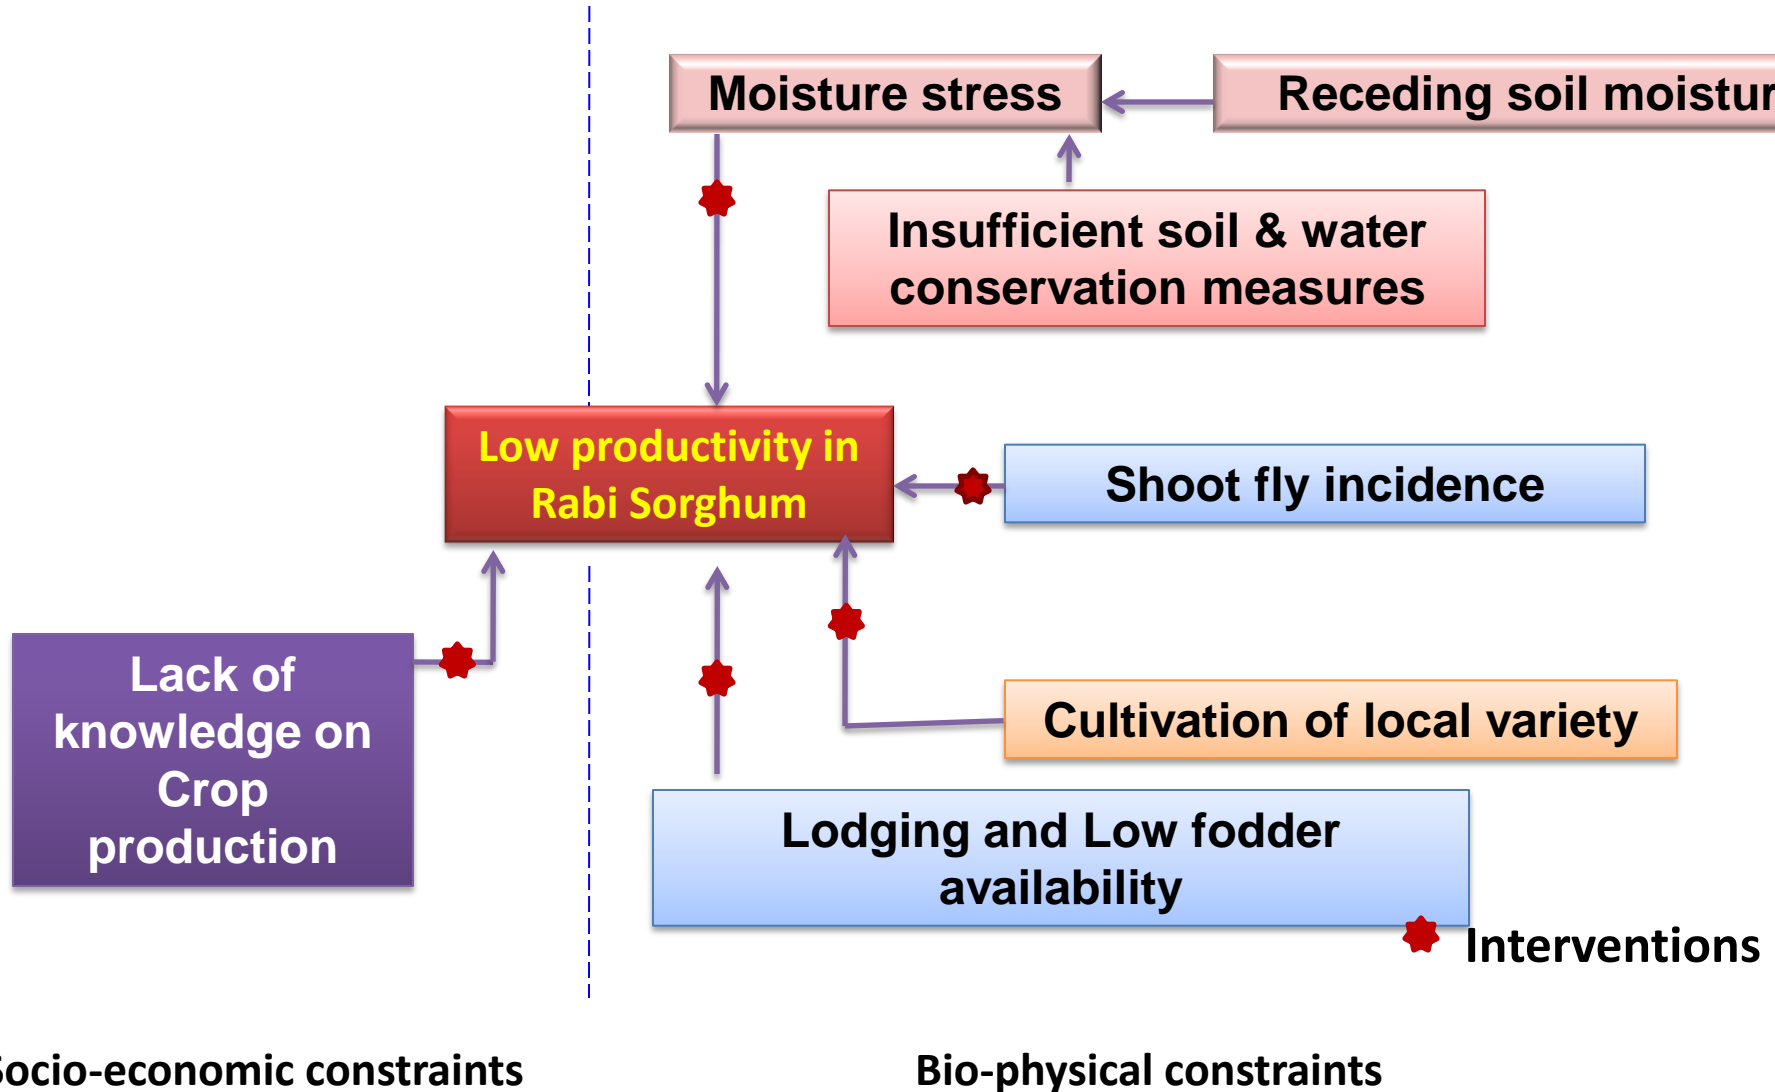 Moisture stress
Receding soil moistur
Insufficient soil & water
conservation measures
Low productivity in
Rabi Sorghum
Shoot fly incidence
Lack of
knowledge on
Crop
production
Cultivation of local variety
Lodging and Low fodder
availability
Interventions
Socio-economic constraints
Bio-physical constraints